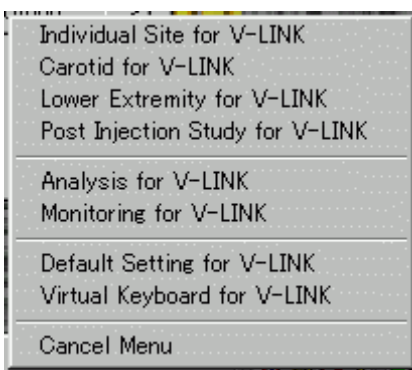 Individual Site for V-LINK
Carotid for V-LINK
Lower Extremity for V-LINK
Post Injection Study for V-LINK
Analysis for V-LINK
Monitoring for V-LINK
Default Setting for V-LINK
Virtual Keyboard for V-LINK
Cancel Menu